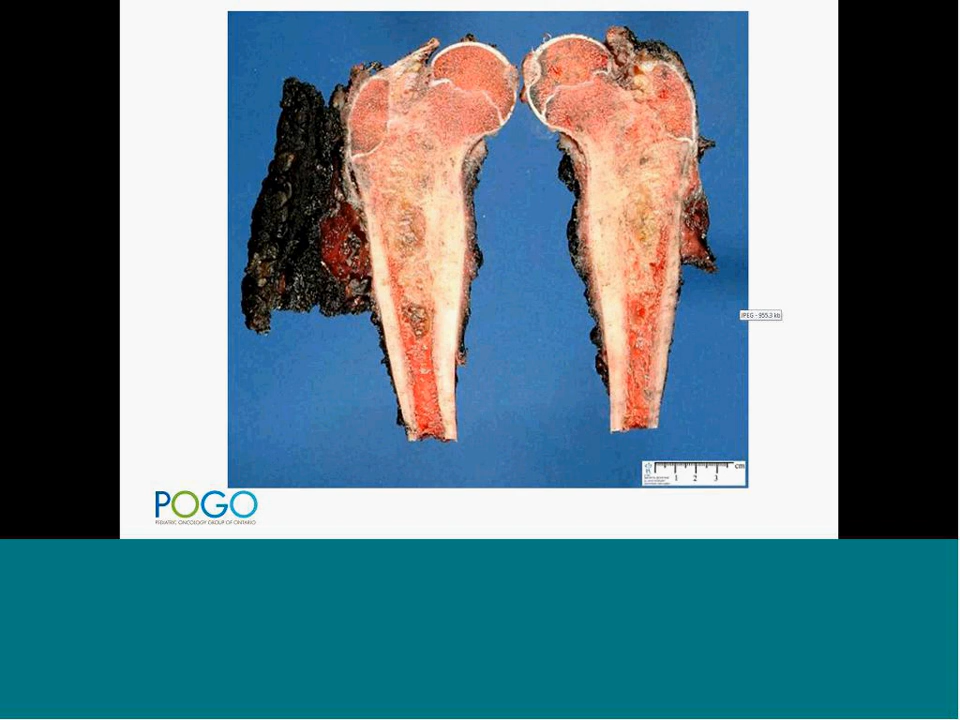 JPEG - 955.3 kb
cm
1 2 3
POGO
PEDIATRIC ONCOLOGY GROUP OF ONTARIO